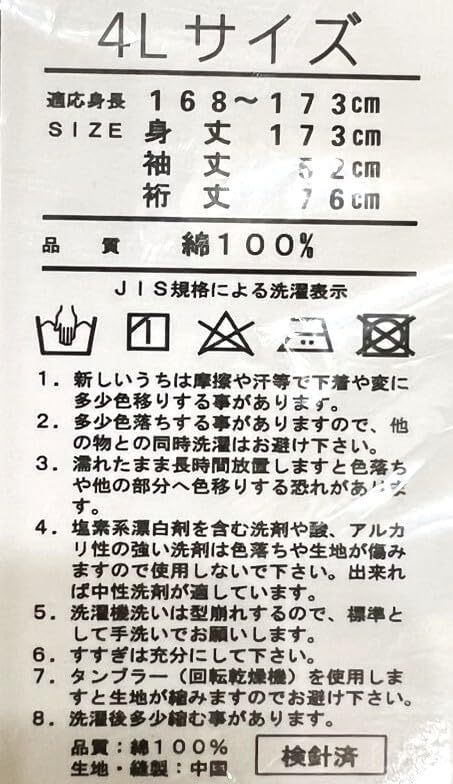 4Lサイズ
適応身長 168~173cm
SIZE 身丈 173cm
袖丈 52cm
裄丈 76cm
品質 綿100%
JIS規格による洗濯表示
1. 新しいうちは摩擦や汗等で下着や変に
多少色移りする事があります。
2. 多少色落ちする事がありますので、他
の物との同時洗濯はお避け下さい。
3. 濡れたまま長時間放置しますと色落ち
や他の部分へ色移りする恐れがありま
す。
4. 塩素系漂白剤を含む洗剤や酸、アルカ
リ性の強い洗剤は色落ちや生地が傷み
ますので使用しないで下さい。出来れ
ば中性洗剤が適しています。
5. 洗濯機洗いは型崩れするので、標準と
して手洗いでお願いします。
6. すすぎは充分にして下さい。
7. タンブラー(回転乾燥機)を使用しま
すと生地が縮みますのでお避け下さい。
8. 洗濯後多少縮む事があります。
品質:綿100%
生地・縫製:中国
検針済